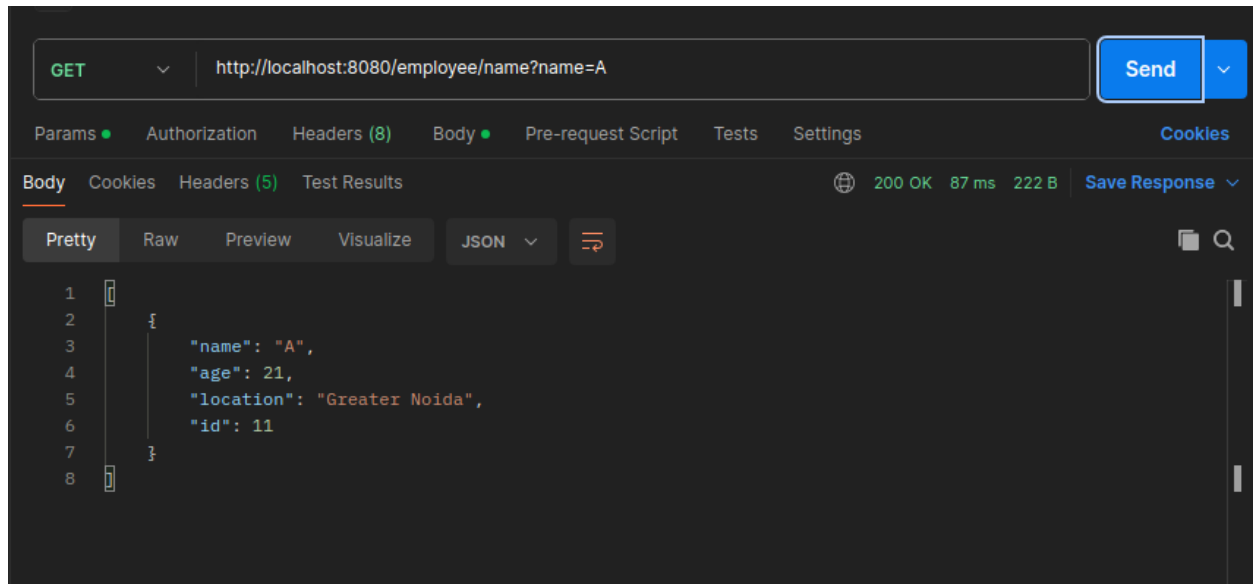 GET http://localhost:8080/employee/name?name=A Send
Params Authorization Headers (8) Body Pre-request Script Tests Settings Cookies
Body Cookies Headers (5) Test Results 200 OK 87 ms 222 B Save Response
Pretty Raw Preview Visualize JSON
1 [
2 {
3 "name": "A",
4 "age": 21,
5 "location": "Greater Noida",
6 "id": 11
7 }
8 ]